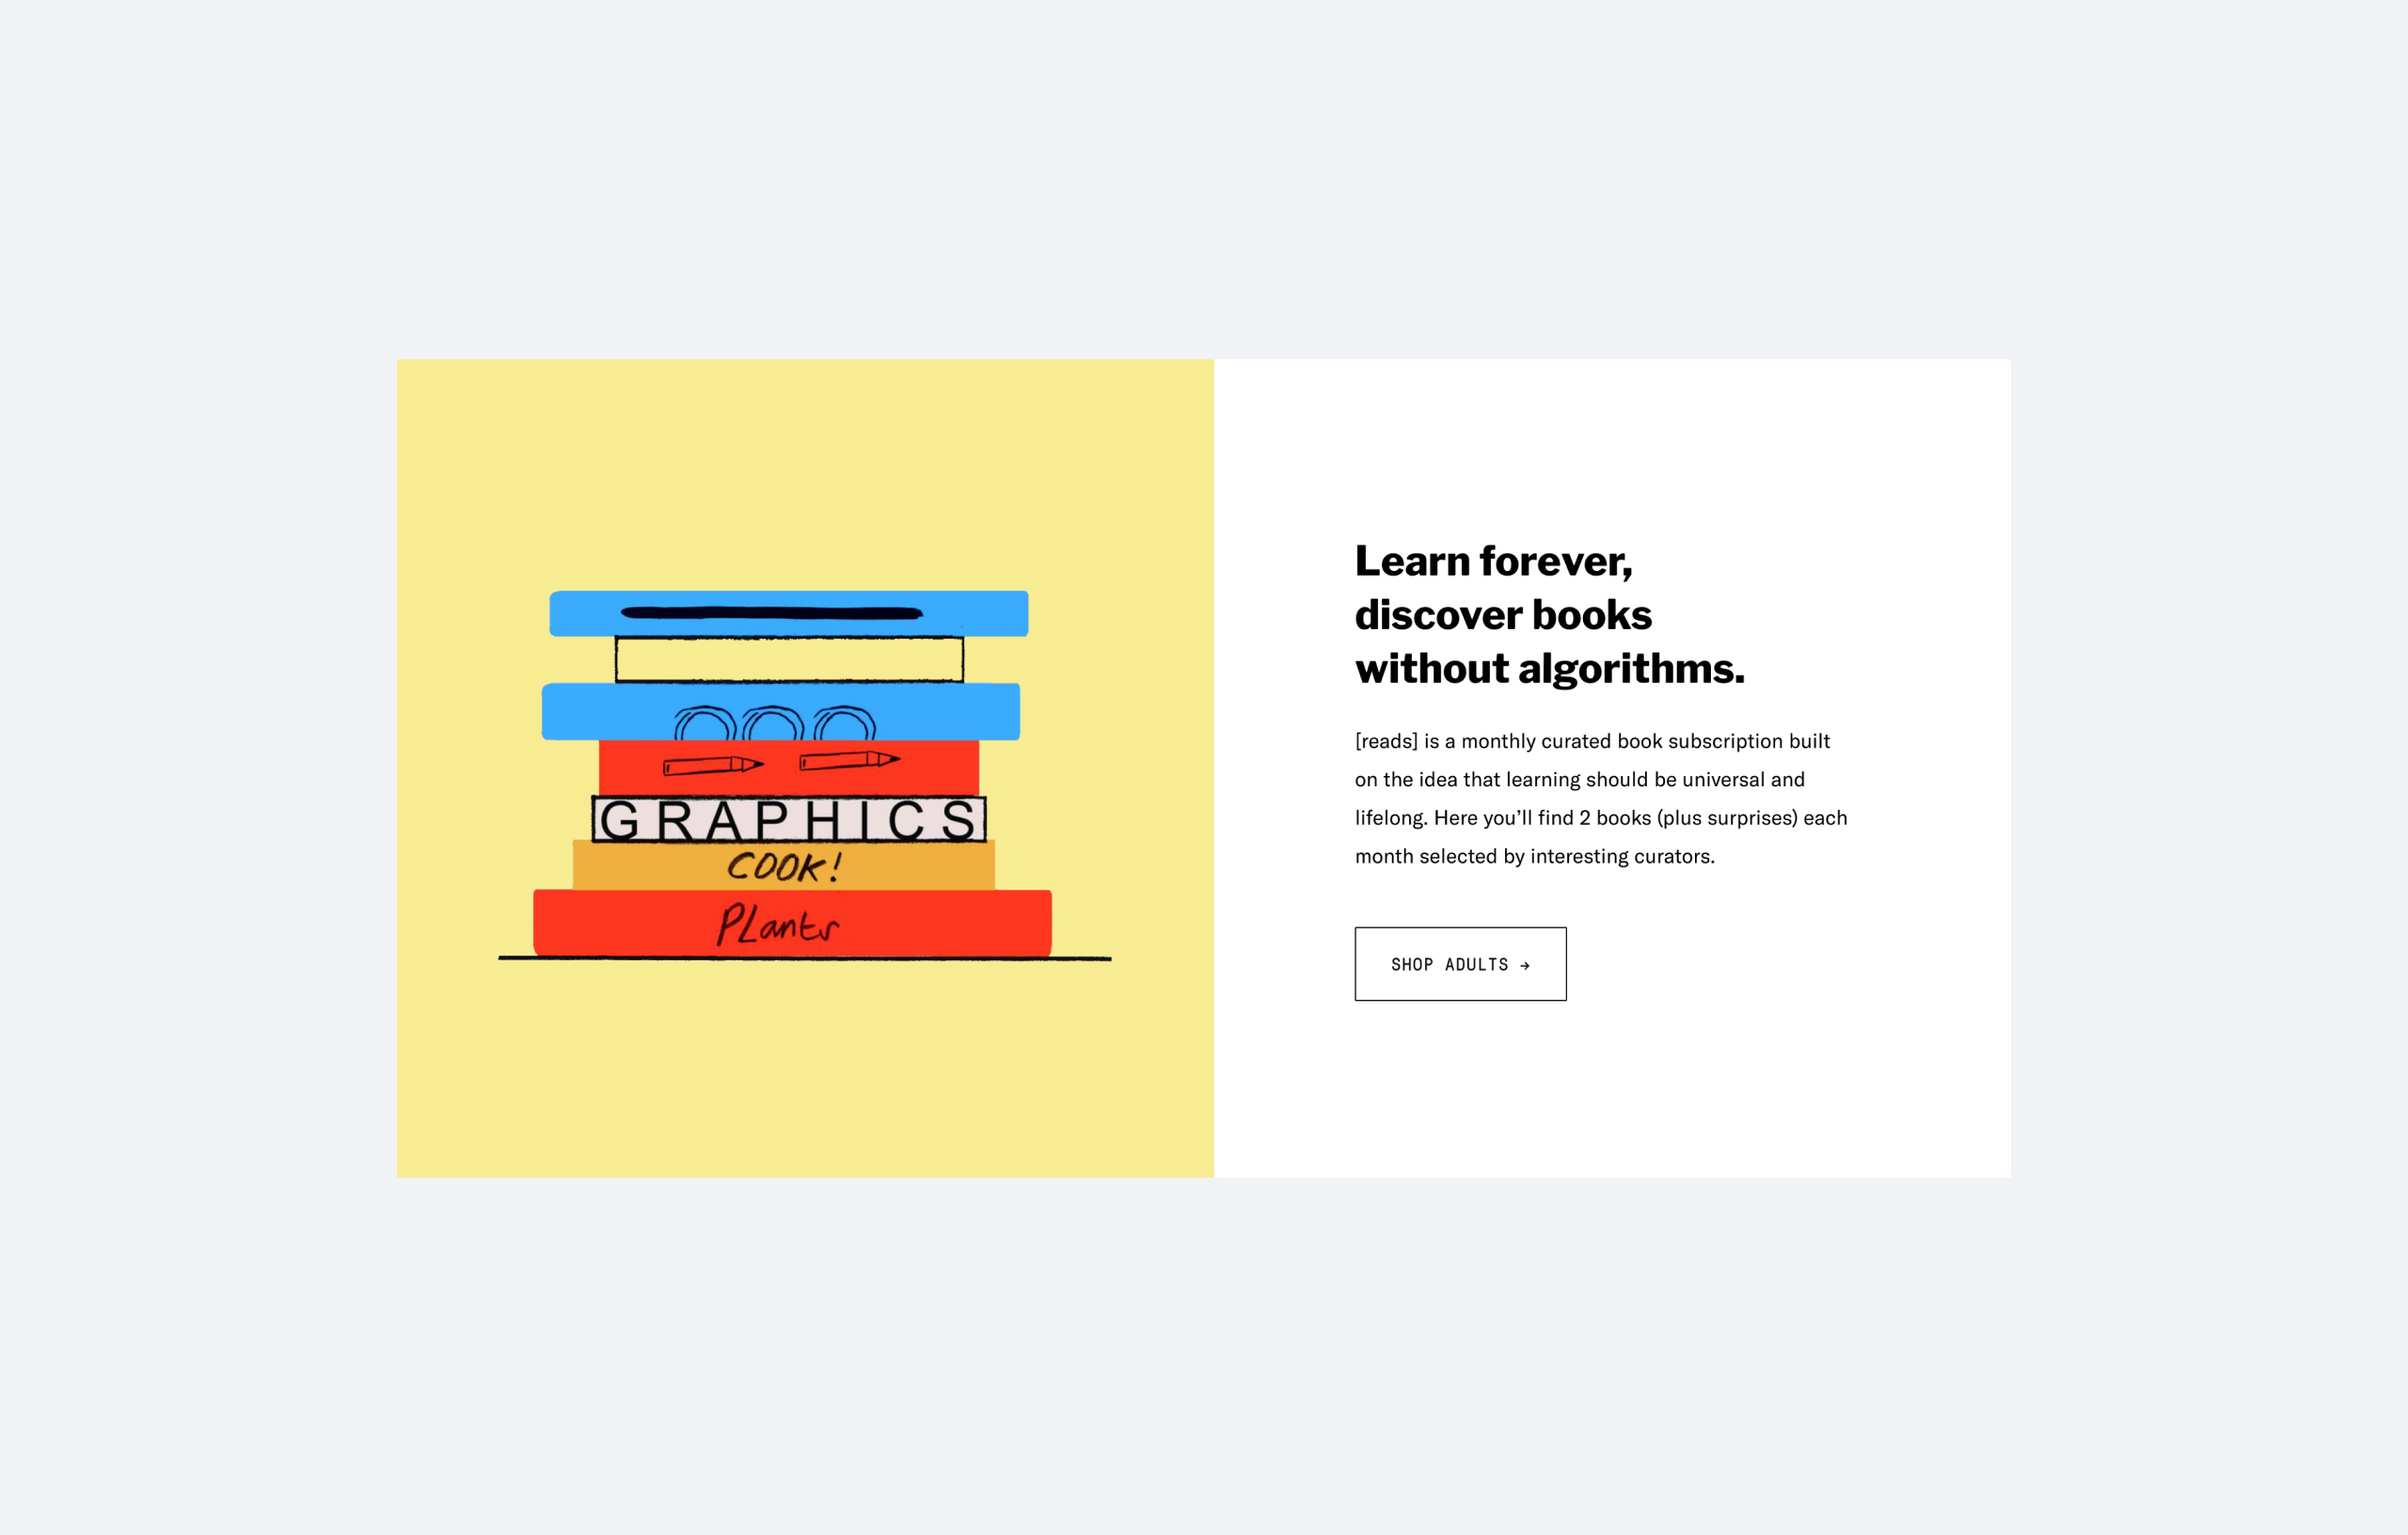 GRAPHICS
COOK!
PLants
Learn forever,
discover books
without algorithms.
[reads] is a monthly curated book subscription built
on the idea that learning should be universal and
lifelong. Here you’ll find 2 books (plus surprises) each
month selected by interesting curators.
SHOP ADULTS →